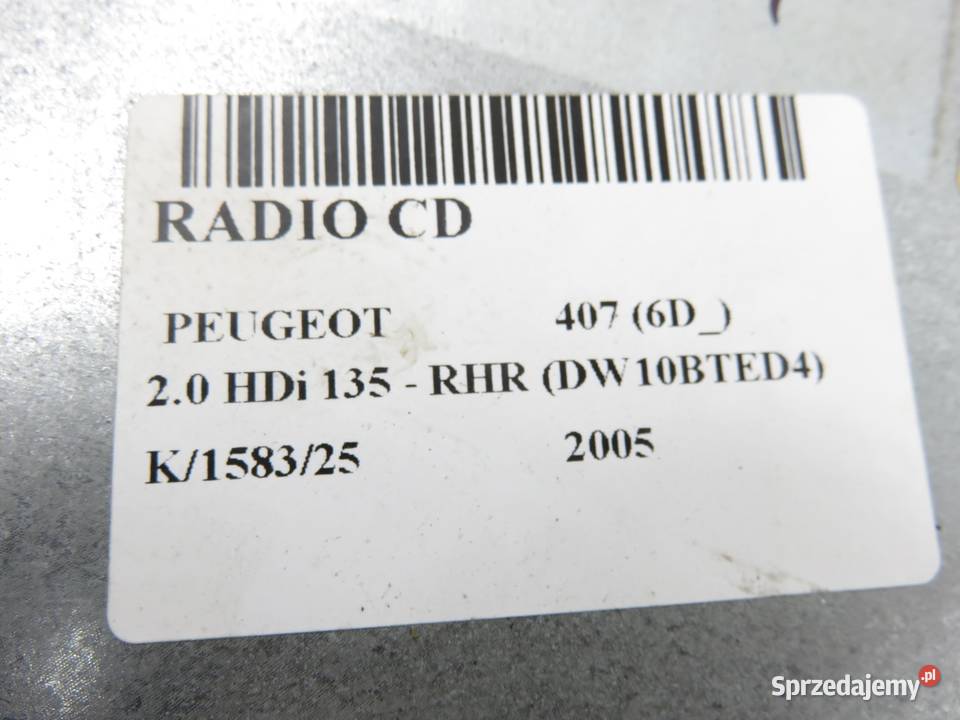 RADIO CD
PEUGEOT 407 (6D_)
2.0 HDi 135 - RHR (DW10BTED4)
K/1583/25 2005
Sprzedajemy.pl